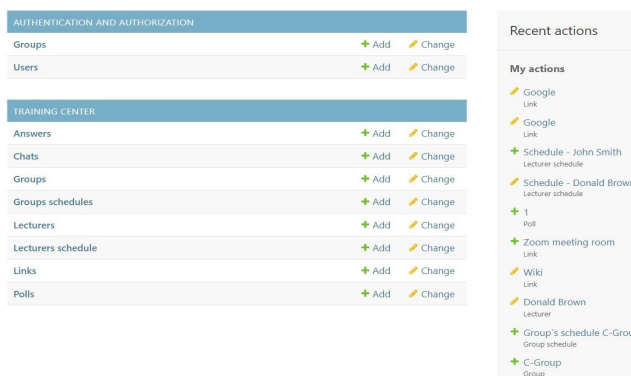 AUTHENTICATION AND AUTHORIZATION
Groups Add Change
Users Add Change
TRAINING CENTER
Answers Add Change
Chats Add Change
Groups Add Change
Groups schedules Add Change
Lecturers Add Change
Lecturers schedule Add Change
Links Add Change
Polls Add Change
Recent actions
My actions
Google
Link
Google
Link
Schedule - John Smith
Lecturer schedule
Schedule - Donald Brown
Lecturer schedule
1
Poll
Zoom meeting room
Link
Wiki
Link
Donald Brown
Lecturer
Group`s schedule C-Grou
Group schedule
C-Group
Group